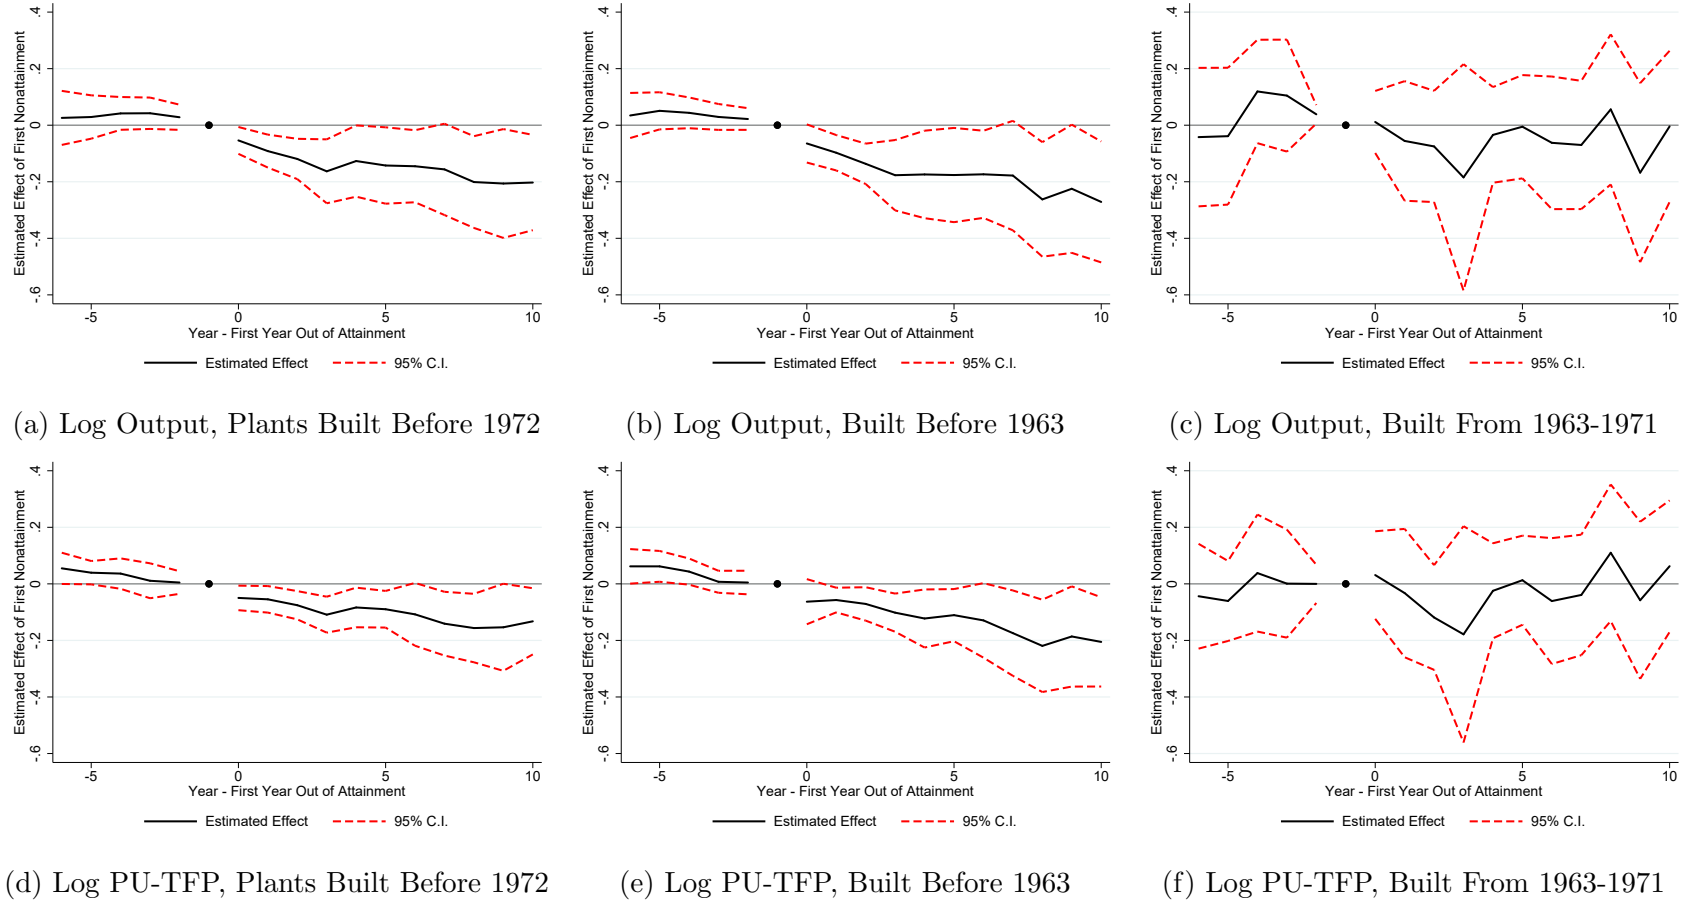 Estimated Effect of First Nonattainment
.4
.2
0
-.2
-.4
-.6
-5
0
5
10
Year - First Year Out of Attainment
Estimated Effect
95% C.I.
(a) Log Output, Plants Built Before 1972
Estimated Effect of First Nonattainment
.4
.2
0
-.2
-.4
-.6
-5
0
5
10
Year - First Year Out of Attainment
Estimated Effect
95% C.I.
(b) Log Output, Built Before 1963
Estimated Effect of First Nonattainment
.4
.2
0
-.2
-.4
-.6
-5
0
5
10
Year - First Year Out of Attainment
Estimated Effect
95% C.I.
(c) Log Output, Built From 1963-1971
Estimated Effect of First Nonattainment
.4
.2
0
-.2
-.4
-.6
-5
0
5
10
Year - First Year Out of Attainment
Estimated Effect
95% C.I.
(d) Log PU-TFP, Plants Built Before 1972
Estimated Effect of First Nonattainment
.4
.2
0
-.2
-.4
-.6
-5
0
5
10
Year - First Year Out of Attainment
Estimated Effect
95% C.I.
(e) Log PU-TFP, Built Before 1963
Estimated Effect of First Nonattainment
.4
.2
0
-.2
-.4
-.6
-5
0
5
10
Year - First Year Out of Attainment
Estimated Effect
95% C.I.
(f) Log PU-TFP, Built From 1963-1971